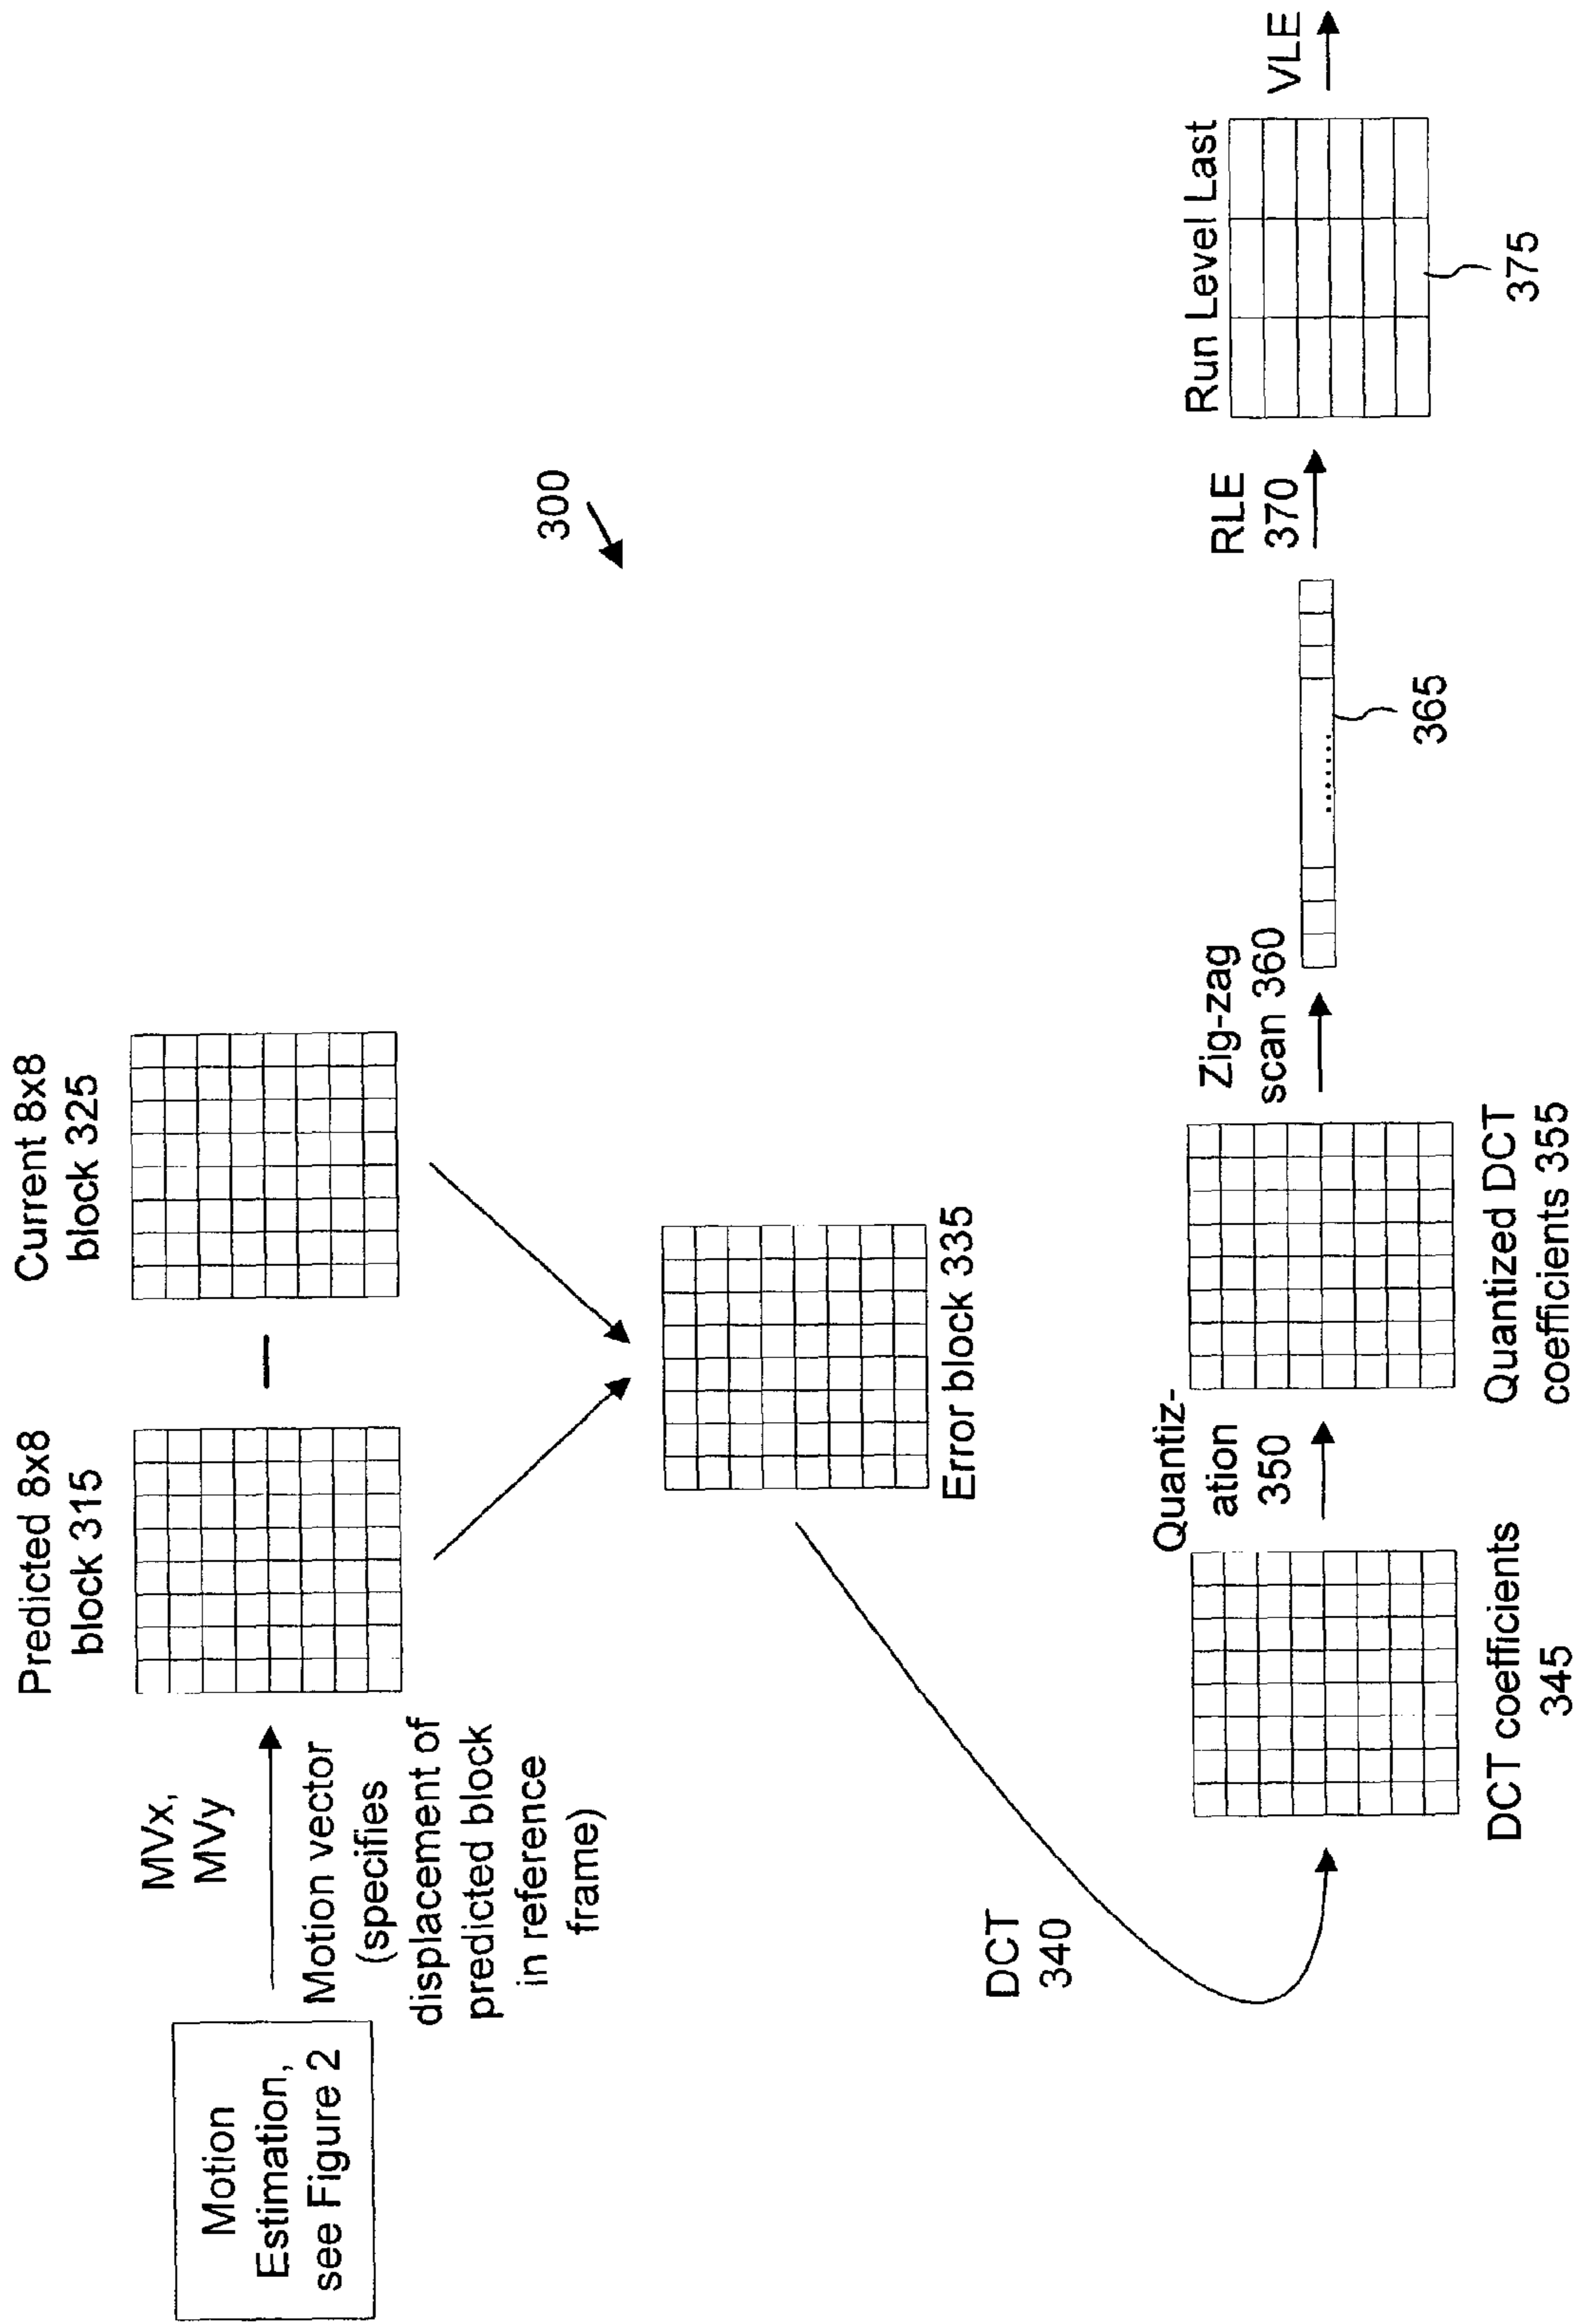 Motion
Estimation,
see Figure 2
MVx,
MVy
Motion vector
(specifies
displacement of
predicted block
in reference
frame)
Predicted 8x8
block 315
Current 8x8
block 325
300
Error block 335
DCT
340
DCT coefficients
345
Quantiz-
ation
350
Quantized DCT
coefficients 355
Zig-zag
scan 360
365
RLE
370
Run Level Last
375
VLE